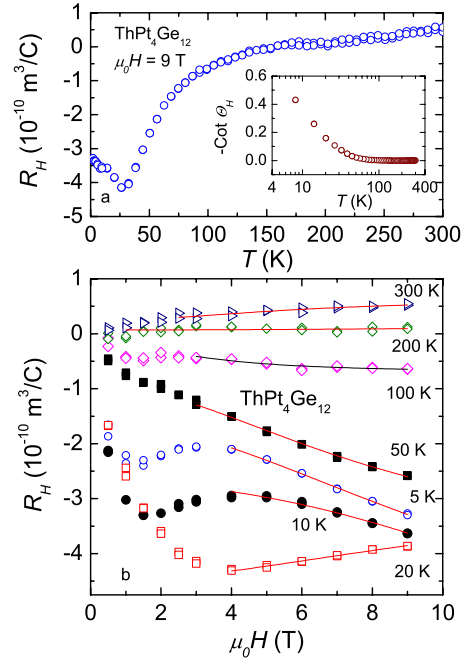 1
ThPt4Ge12
μ0H = 9 T
0
-1
-2
-3
-4
-5
RH (10-10 m3/C)
a
0.6
0.4
0.2
0.0
-Cot ΘH
4 10 100 400
T (K)
0 50 100 150 200 250 300
T (K)
1
0
-1
-2
-3
-4
RH (10-10 m3/C)
300 K
200 K
100 K
ThPt4Ge12
50 K
5 K
10 K
20 K
b
0 2 4 6 8 10
μ0H (T)